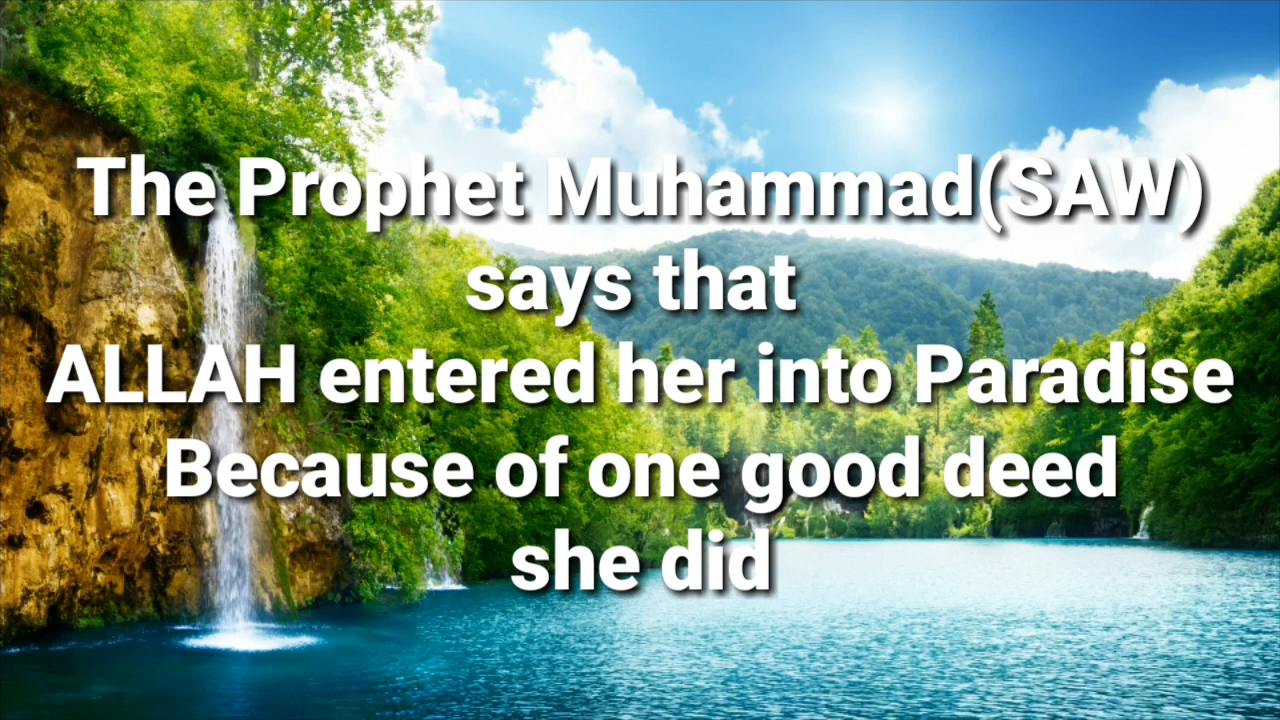 The Prophet Muhammad(SAW)
says that
ALLAH entered her into Paradise
Because of one good deed
she did